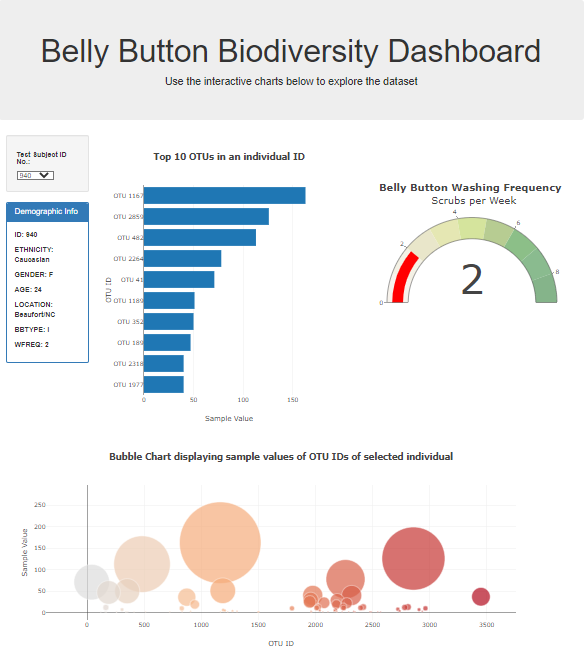 Belly Button Biodiversity Dashboard
Use the interactive charts below to explore the dataset
Test Subject ID
No.:
940
Demographic Info
ID: 940
ETHNICITY:
Caucasian
GENDER: F
AGE: 24
LOCATION:
Beaufort/NC
BBTYPE: I
WFREQ: 2
Top 10 OTUs in an individual ID
OTU ID
OTU 1167
OTU 2859
OTU 482
OTU 2264
OTU 41
OTU 1189
OTU 352
OTU 189
OTU 2318
OTU 1977
0 50 100 150
Sample Value
Belly Button Washing Frequency
Scrubs per Week
0
2
4
6
8
2
Bubble Chart displaying sample values of OTU IDs of selected individual
Sample Value
250
200
150
100
50
0
0 500 1000 1500 2000 2500 3000 3500
OTU ID